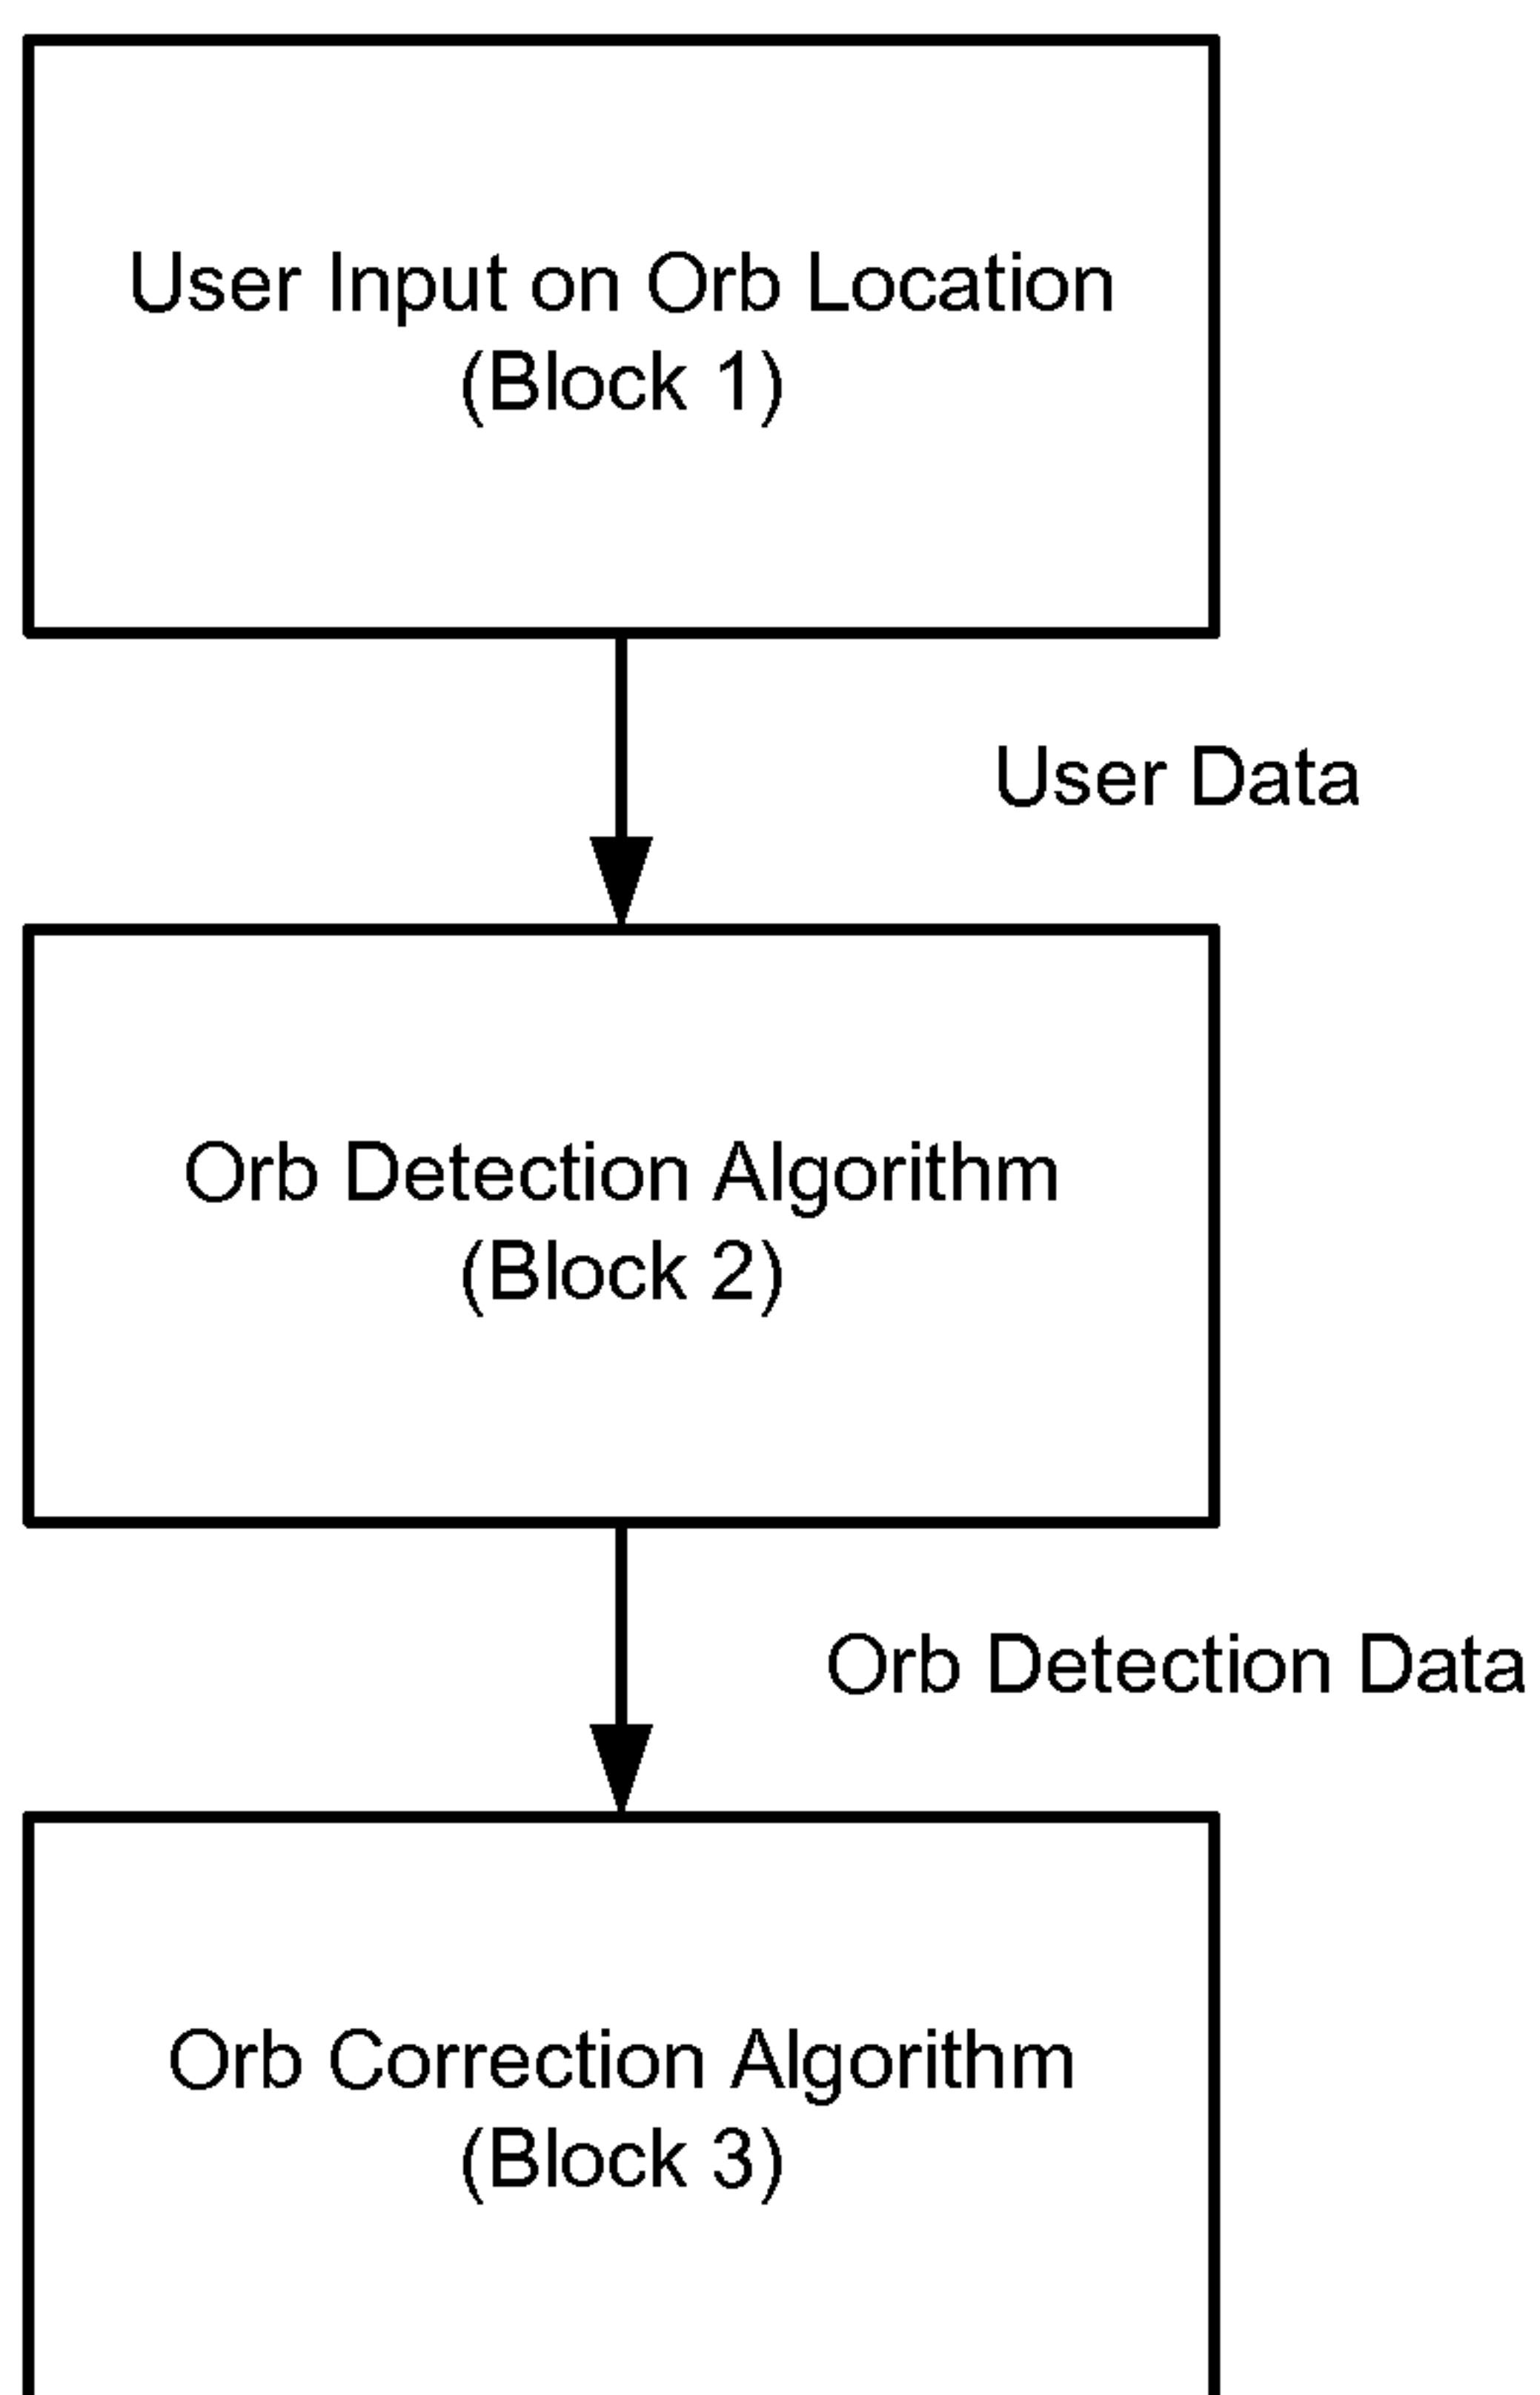 User Input on Orb Location
(Block 1)
User Data
Orb Detection Algorithm
(Block 2)
Orb Detection Data
Orb Correction Algorithm
(Block 3)